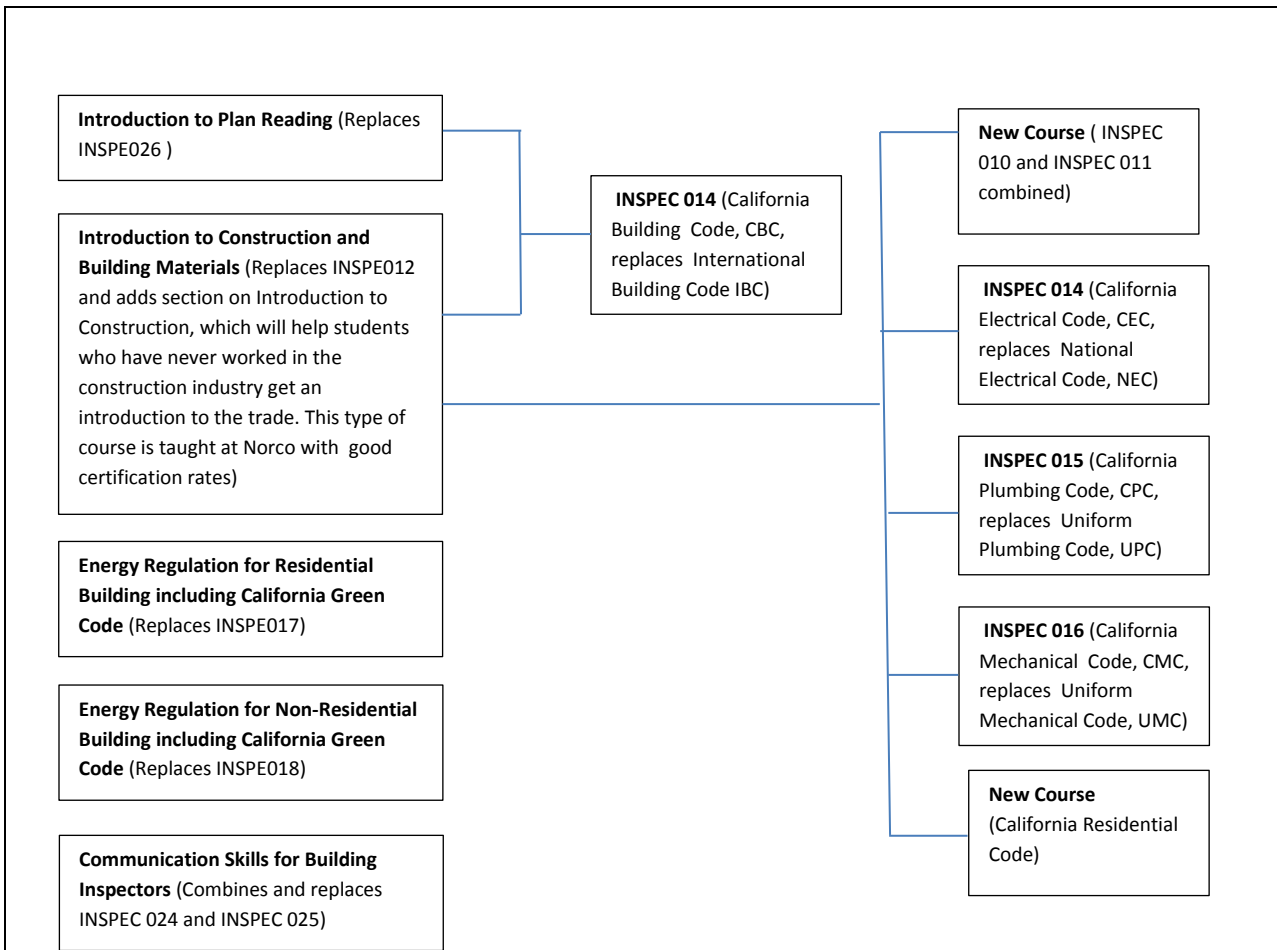 Introduction to Plan Reading (Replaces
INSPE026 )
Introduction to Construction and
Building Materials (Replaces INSPE012
and adds section on Introduction to
Construction, which will help students
who have never worked in the
construction industry get an
introduction to the trade. This type of
course is taught at Norco with good
certification rates)
Energy Regulation for Residential
Building including California Green
Code (Replaces INSPE017)
Energy Regulation for Non-Residential
Building including California Green
Code (Replaces INSPE018)
Communication Skills for Building
Inspectors (Combines and replaces
INSPEC 024 and INSPEC 025)
INSPEC 014 (California
Building Code, CBC,
replaces International
Building Code IBC)
New Course ( INSPEC
010 and INSPEC 011
combined)
INSPEC 014 (California
Electrical Code, CEC,
replaces National
Electrical Code, NEC)
INSPEC 015 (California
Plumbing Code, CPC,
replaces Uniform
Plumbing Code, UPC)
INSPEC 016 (California
Mechanical Code, CMC,
replaces Uniform
Mechanical Code, UMC)
New Course
(California Residential
Code)